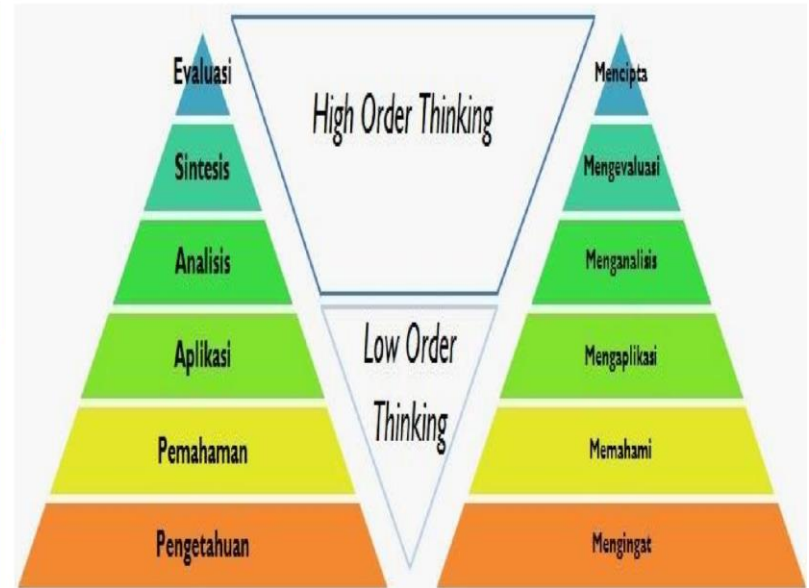 Evaluasi
Sintesis
Analisis
Aplikasi
Pemahaman
Pengetahuan
High Order Thinking
Low Order
Thinking
Mencipta
Mengevaluasi
Menganalisis
Mengaplikasi
Memahami
Mengingat